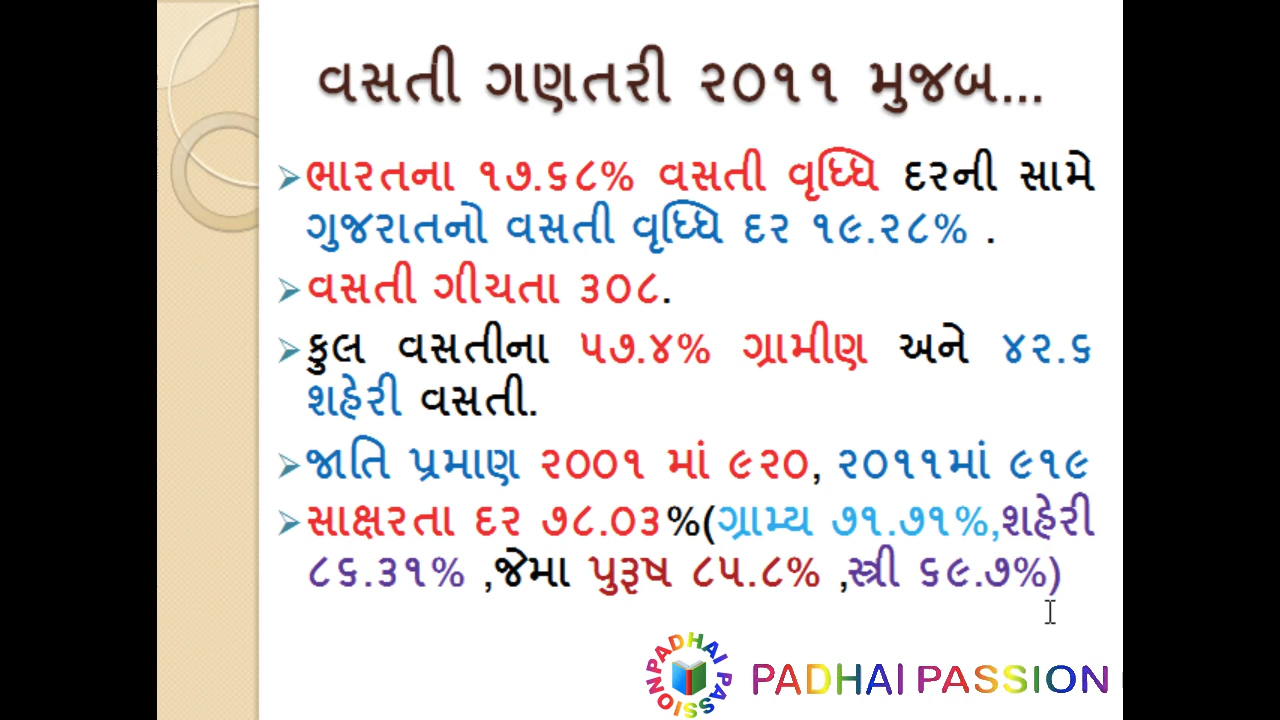 વસતી ગણતરી ૨૦૧૧ મુજબ...
ભારતના ૧૭.૬૮% વસતી વૃધ્ધિ દરની સામે
ગુજરાતનો વસતી વૃધ્ધિ દર ૧૯.૨૮% .
વસતી ગીચતા ૩૦૮.
કુલ વસતીના ૫૭.૪% ગ્રામીણ અને ૪૨.૬
શહેરી વસતી.
જાતિ પ્રમાણ ૨૦૦૧ માં ૯૨૦, ૨૦૧૧માં ૯૧૯
સાક્ષરતા દર ૭૮.૦૩%(ગ્રામ્ય ૭૧.૭૧%,શહેરી
૮૬.૩૧% ,જેમા પુરૂષ ૮૫.૮% ,સ્ત્રી ૬૯.૭%)
PADHAI PASSION
PADHAI PASSION